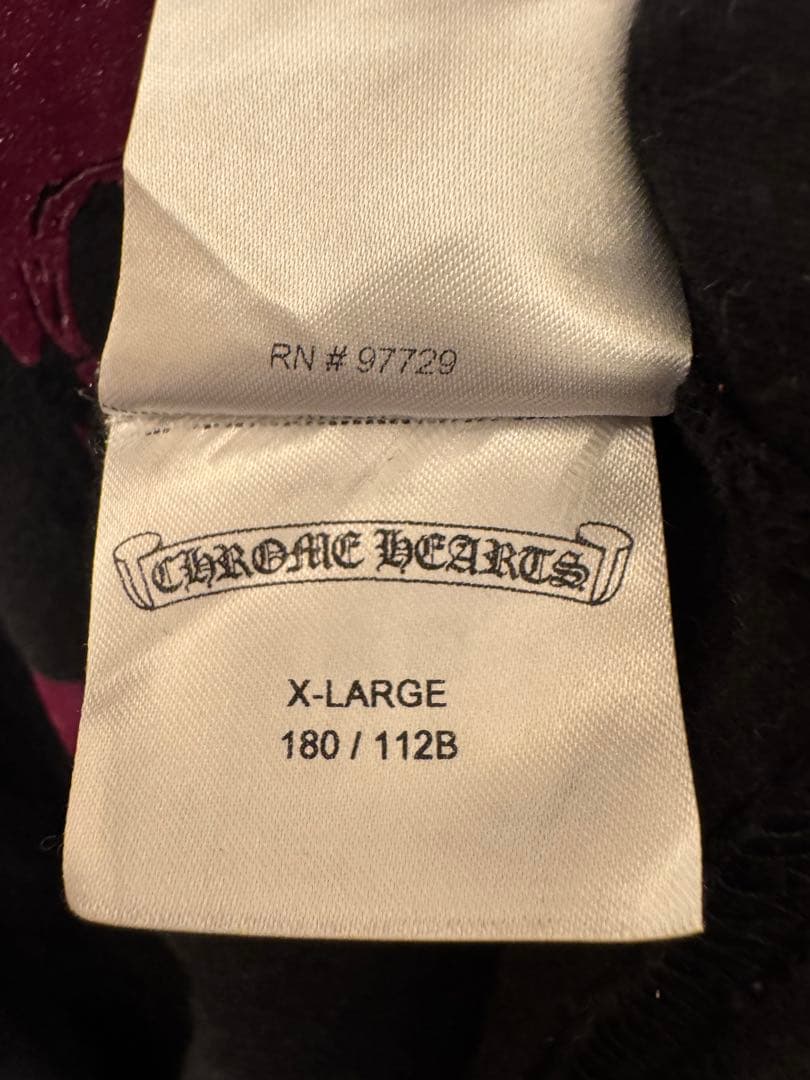 RN # 97729
CHROME HEARTS
X-LARGE
180 / 112B